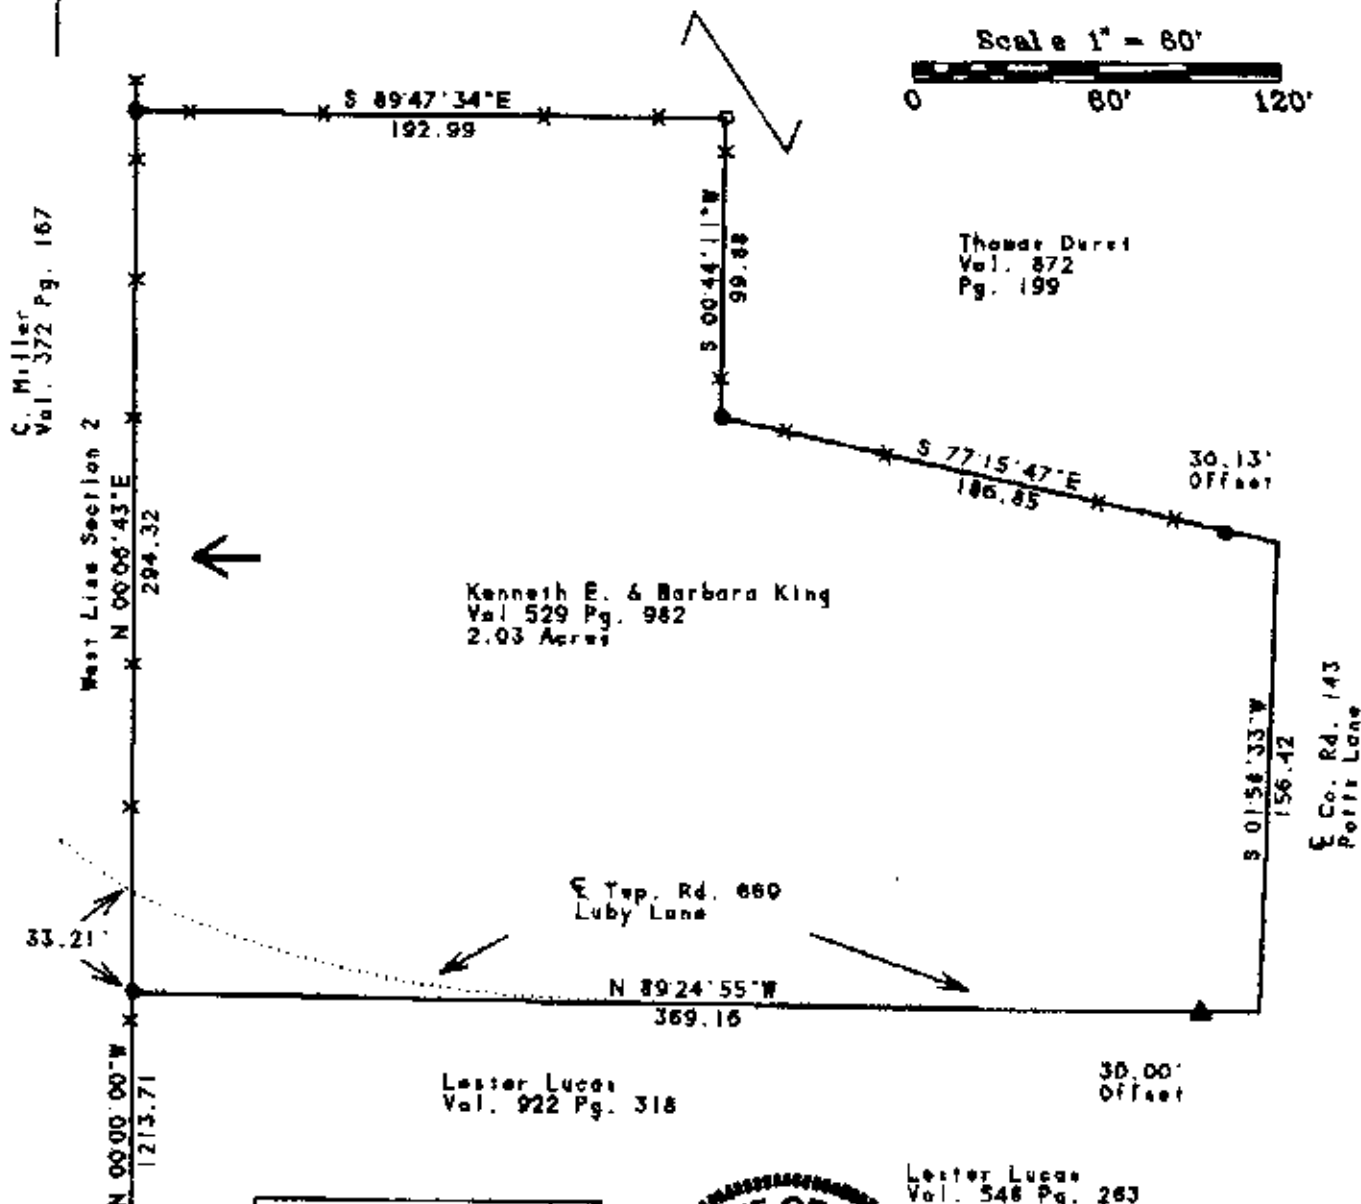 Scale 1" = 60'
0 60' 120'
S 89°47'34"E
192.99
S 00°44'11"W
99.88
Thomas Durst
Vol. 872
Pg. 199
C. Miller
Vol. 372 Pg. 167
West Line Section 2
N 00°06'43"E
294.32
S 77°15'47"E
186.85
30.13'
Offset
Kenneth E. & Barbara King
Vol 529 Pg. 982
2.03 Acres
S 01°58'33"W
156.42
℄ Co. Rd. 143
Potts Lane
℄ Twp. Rd. 660
Luby Lane
33.21'
N 89°24'55"W
369.16
30.00'
Offset
N 00°00'00"W
1213.71
Lester Lucas
Vol. 922 Pg. 318
Lester Lucas
Vol. 548 Pg. 263